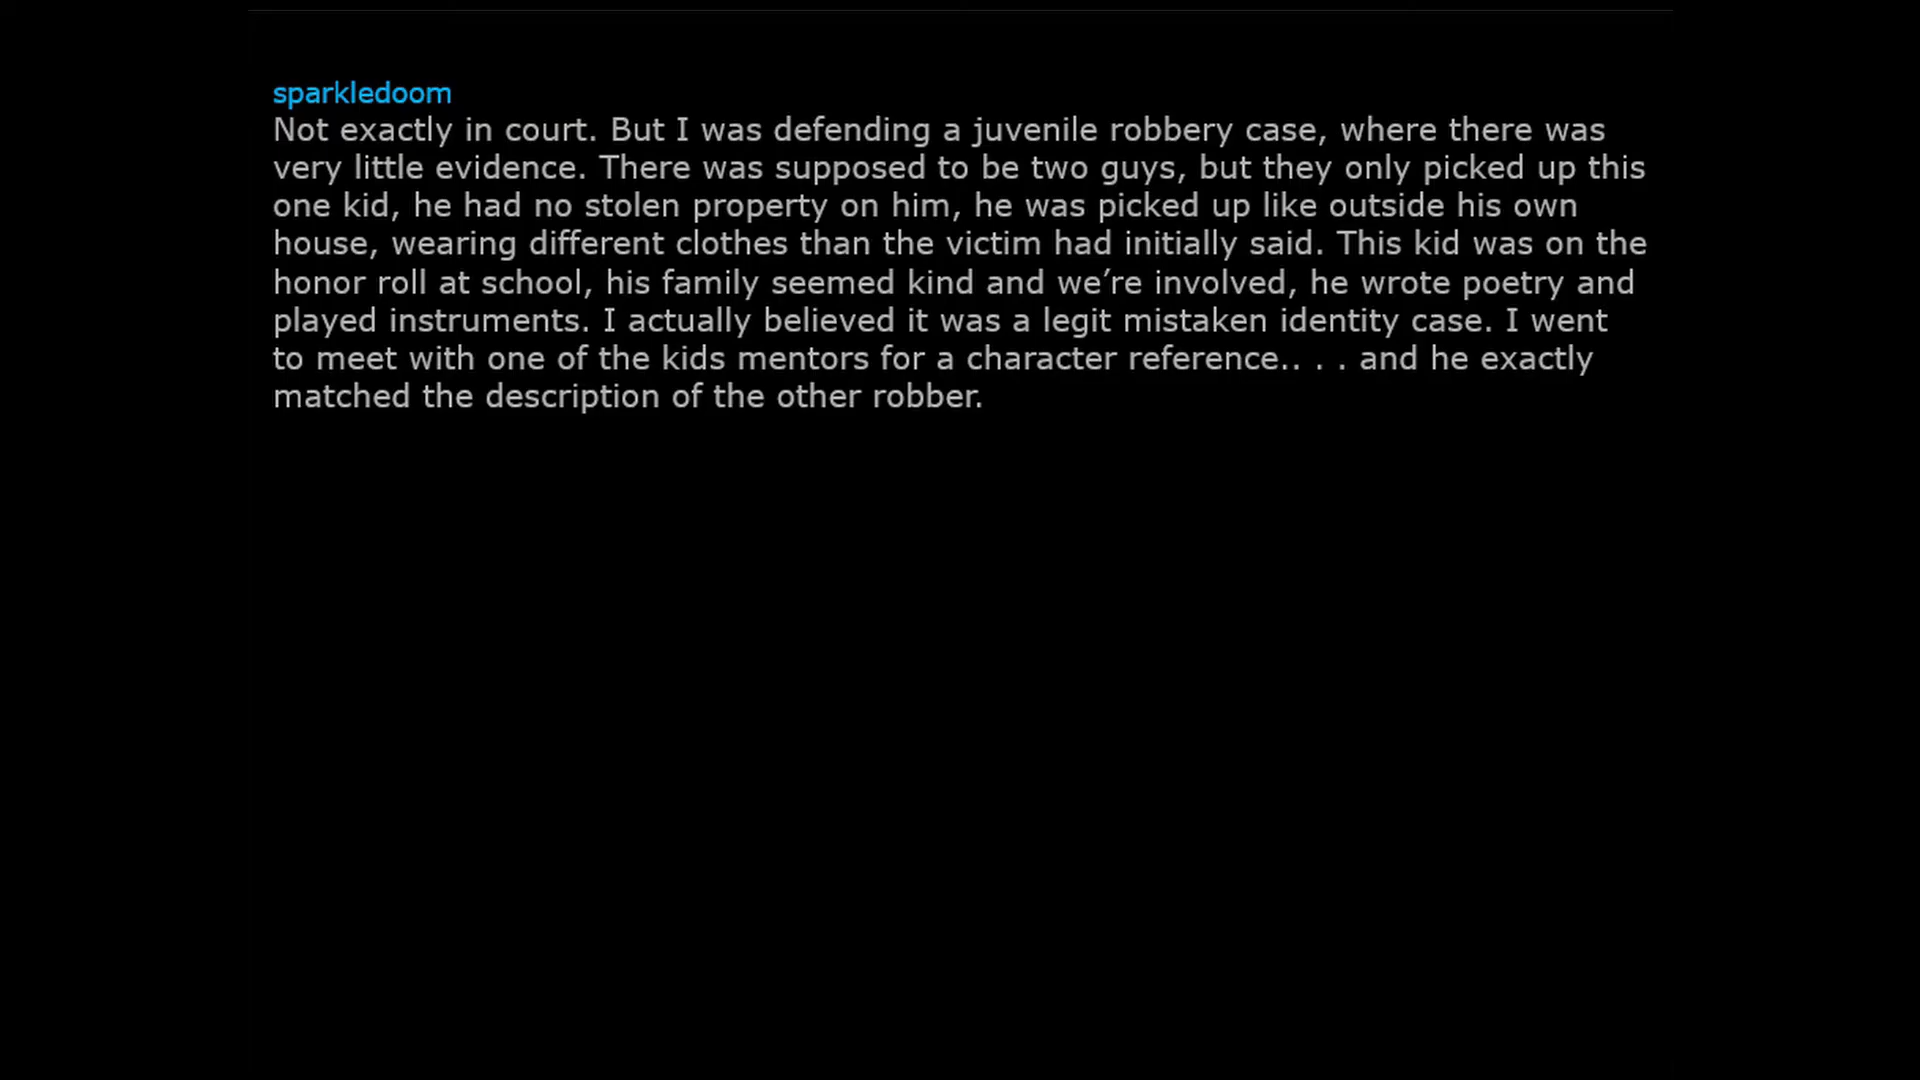 sparkledoom
Not exactly in court. But I was defending a juvenile robbery case, where there was
very little evidence. There was supposed to be two guys, but they only picked up this
one kid, he had no stolen property on him, he was picked up like outside his own
house, wearing different clothes than the victim had initially said. This kid was on the
honor roll at school, his family seemed kind and we’re involved, he wrote poetry and
played instruments. I actually believed it was a legit mistaken identity case. I went
to meet with one of the kids mentors for a character reference.. . . and he exactly
matched the description of the other robber.